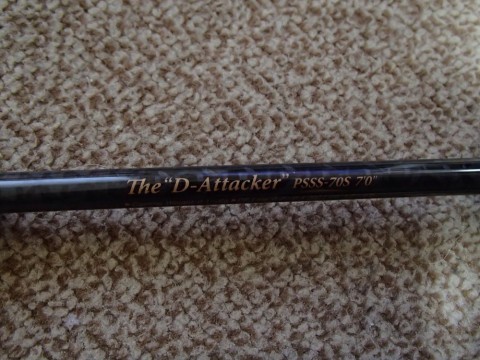 The "D-Attacker" PSSS-70S 7'0"